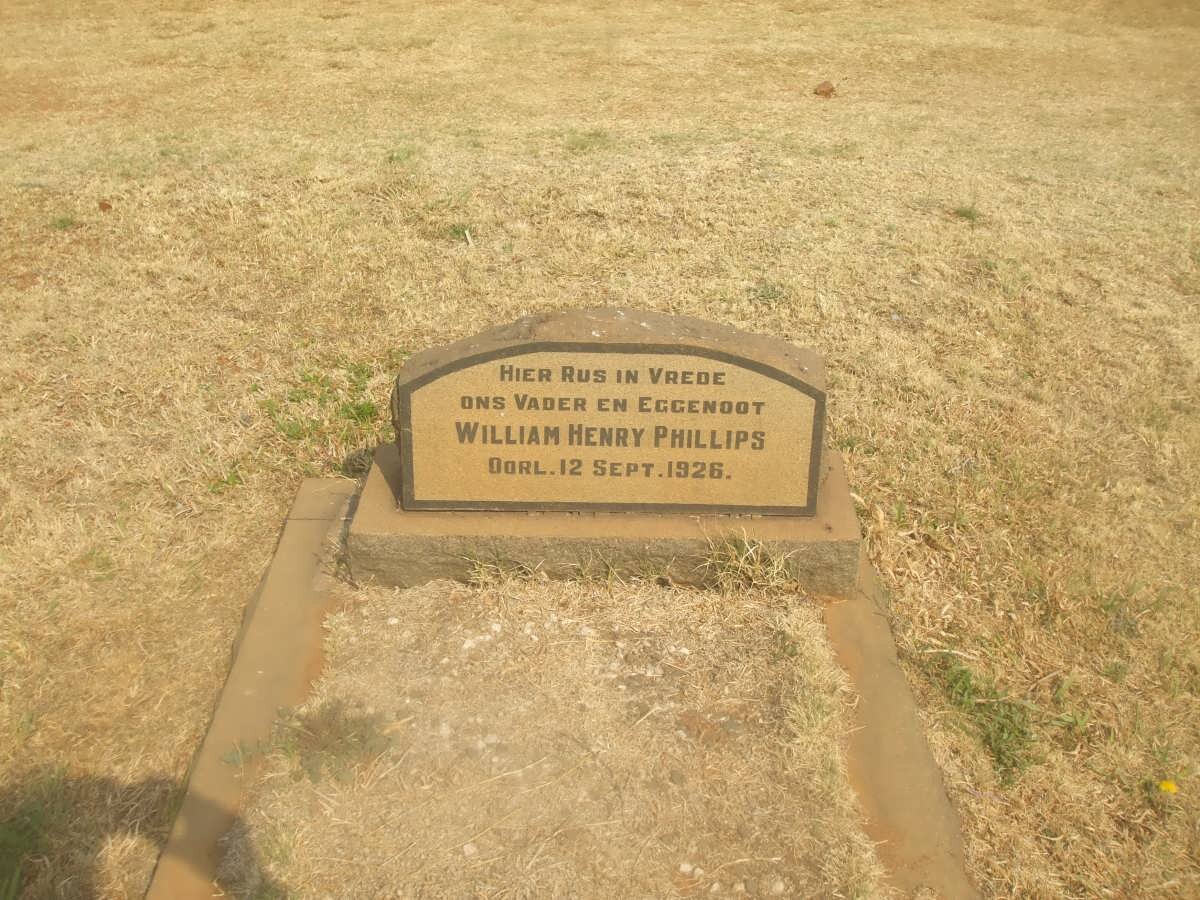 Hier Rus in Vrede
ons Vader en Eggenoot
William Henry Phillips
Oorl. 12 Sept. 1926.